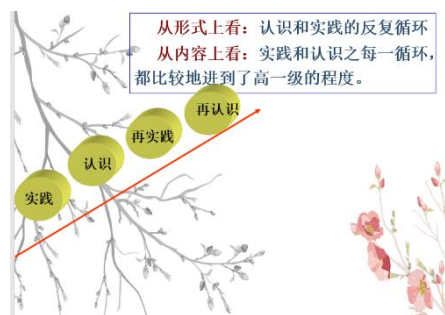 从形式上看：认识和实践的反复循环
从内容上看：实践和认识之每一循环，
都比较地进到了高一级的程度。
再认识
再实践
认识
实践